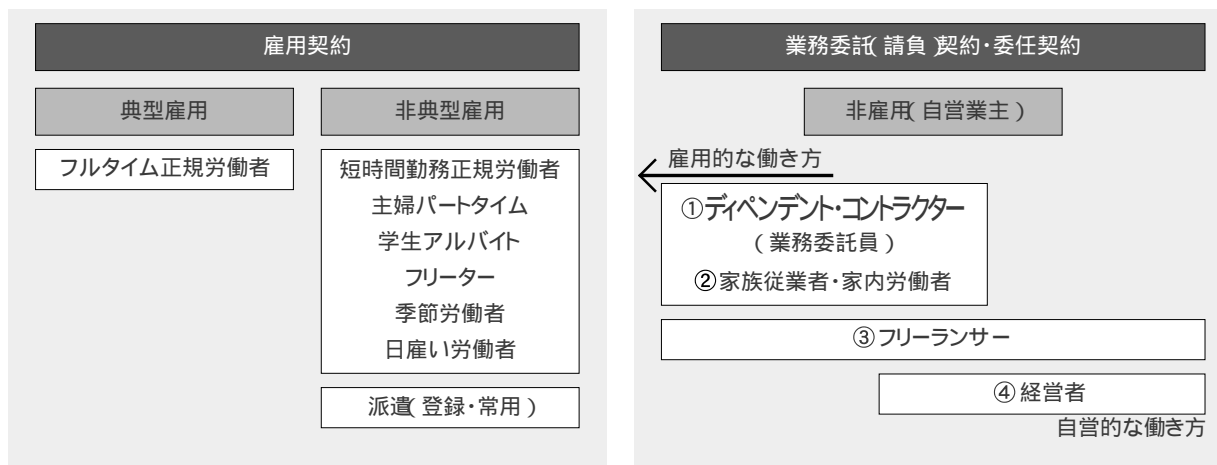 雇用契約
典型雇用
非典型雇用
フルタイム正規労働者
短時間勤務正規労働者
主婦パートタイム
学生アルバイト
フリーター
季節労働者
日雇い労働者
派遣(登録・常用)
業務委託(請負)契約・委任契約
非雇用(自営業主)
雇用的な働き方
①ディペンデント・コントラクター
(業務委託員)
②家族従業者・家内労働者
③フリーランサー
④経営者
自営的な働き方